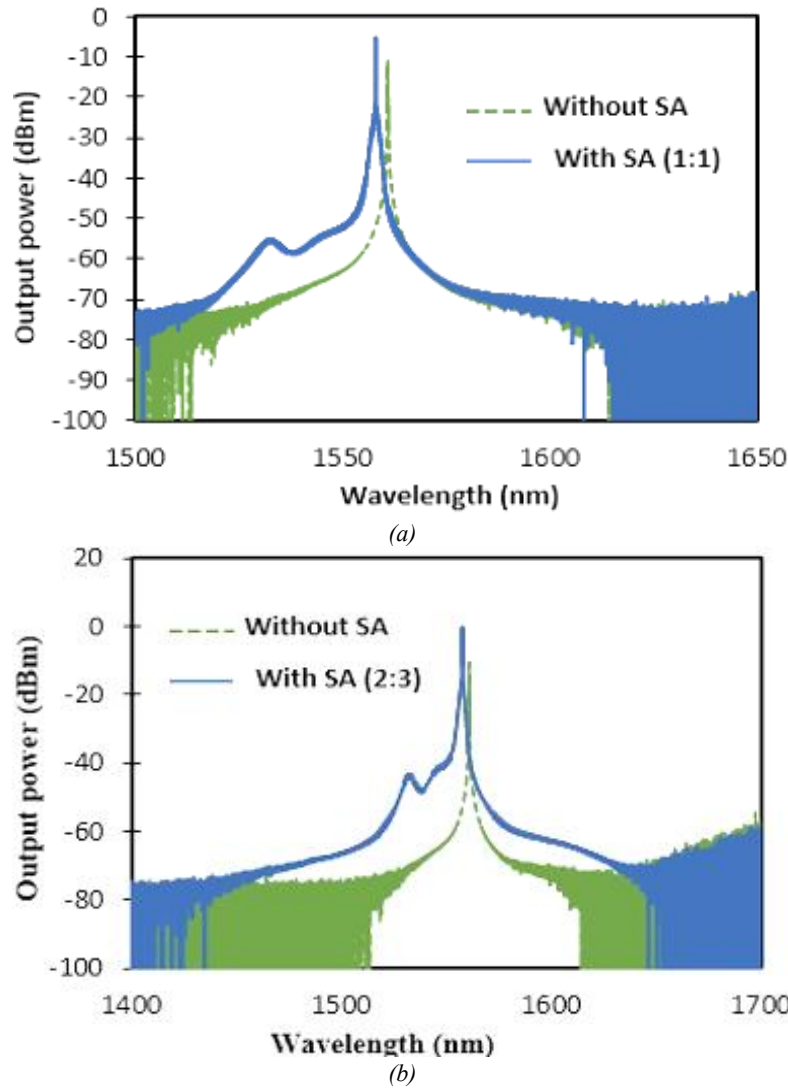 0
-10
-20
-30
-40
-50
-60
-70
-80
-90
-100
Output power (dBm)
Without SA
With SA (1:1)
1500 1550 1600 1650
Wavelength (nm)
(a)
20
0
-20
-40
-60
-80
-100
Output power (dBm)
Without SA
With SA (2:3)
1400 1500 1600 1700
Wavelength (nm)
(b)